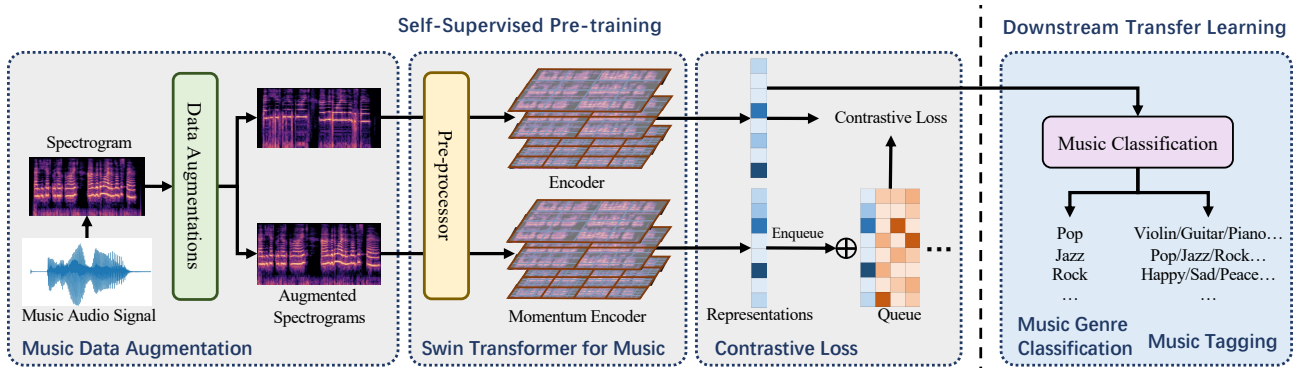 Self-Supervised Pre-training
Downstream Transfer Learning
Spectrogram
Music Audio Signal
Data Augmentations
Augmented
Spectrograms
Music Data Augmentation
Pre-processor
Encoder
Momentum Encoder
Swin Transformer for Music
Contrastive Loss
Enqueue
...
Representations
Queue
Contrastive Loss
Music Classification
Pop
Jazz
Rock
…
Violin/Guitar/Piano…
Pop/Jazz/Rock…
Happy/Sad/Peace…
…
Music Genre
Classification
Music Tagging